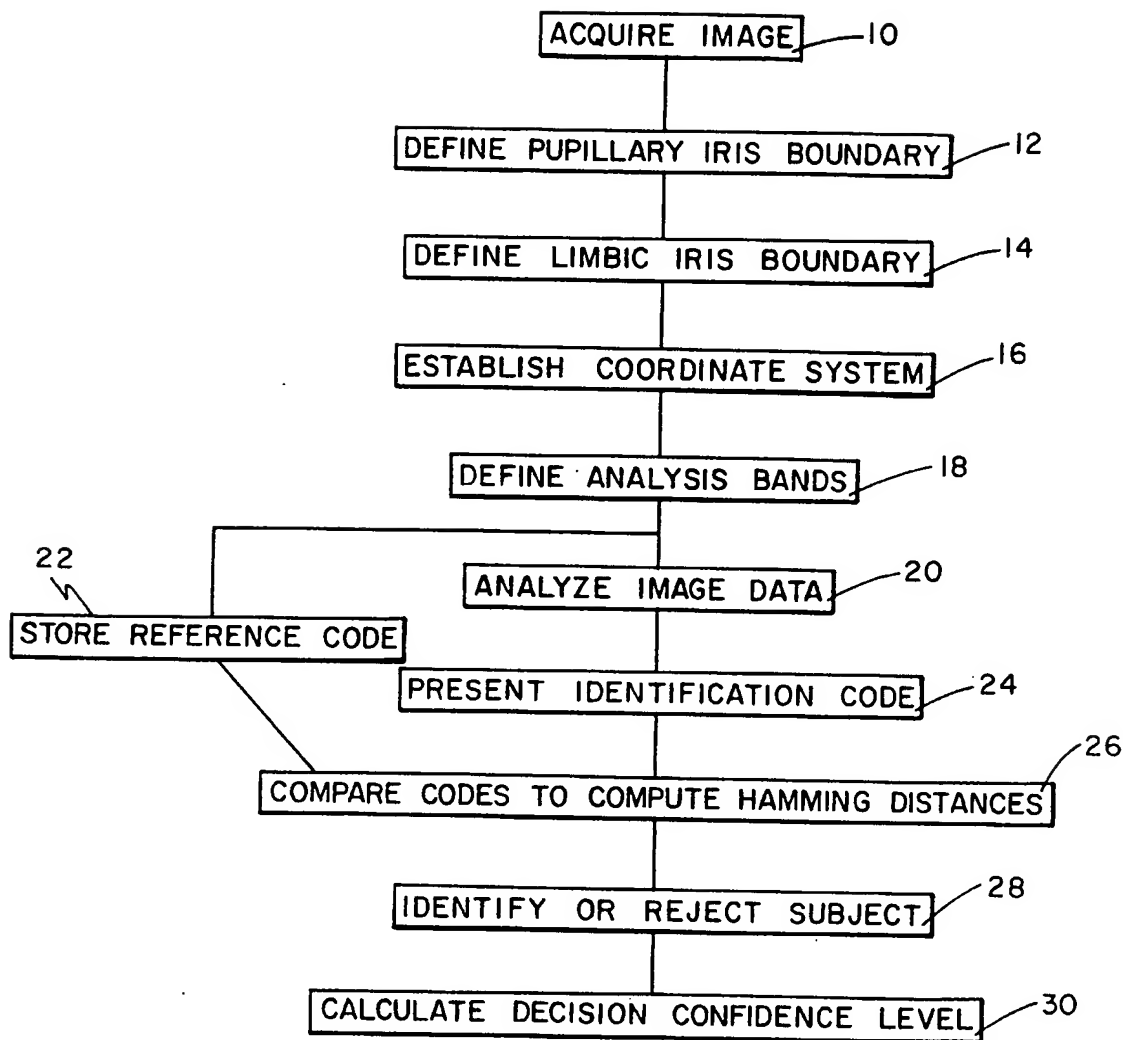 ACQUIRE IMAGE 10
DEFINE PUPILLARY IRIS BOUNDARY 12
DEFINE LIMBIC IRIS BOUNDARY 14
ESTABLISH COORDINATE SYSTEM 16
DEFINE ANALYSIS BANDS 18
22
ANALYZE IMAGE DATA 20
STORE REFERENCE CODE
PRESENT IDENTIFICATION CODE 24
COMPARE CODES TO COMPUTE HAMMING DISTANCES 26
IDENTIFY OR REJECT SUBJECT 28
CALCULATE DECISION CONFIDENCE LEVEL 30